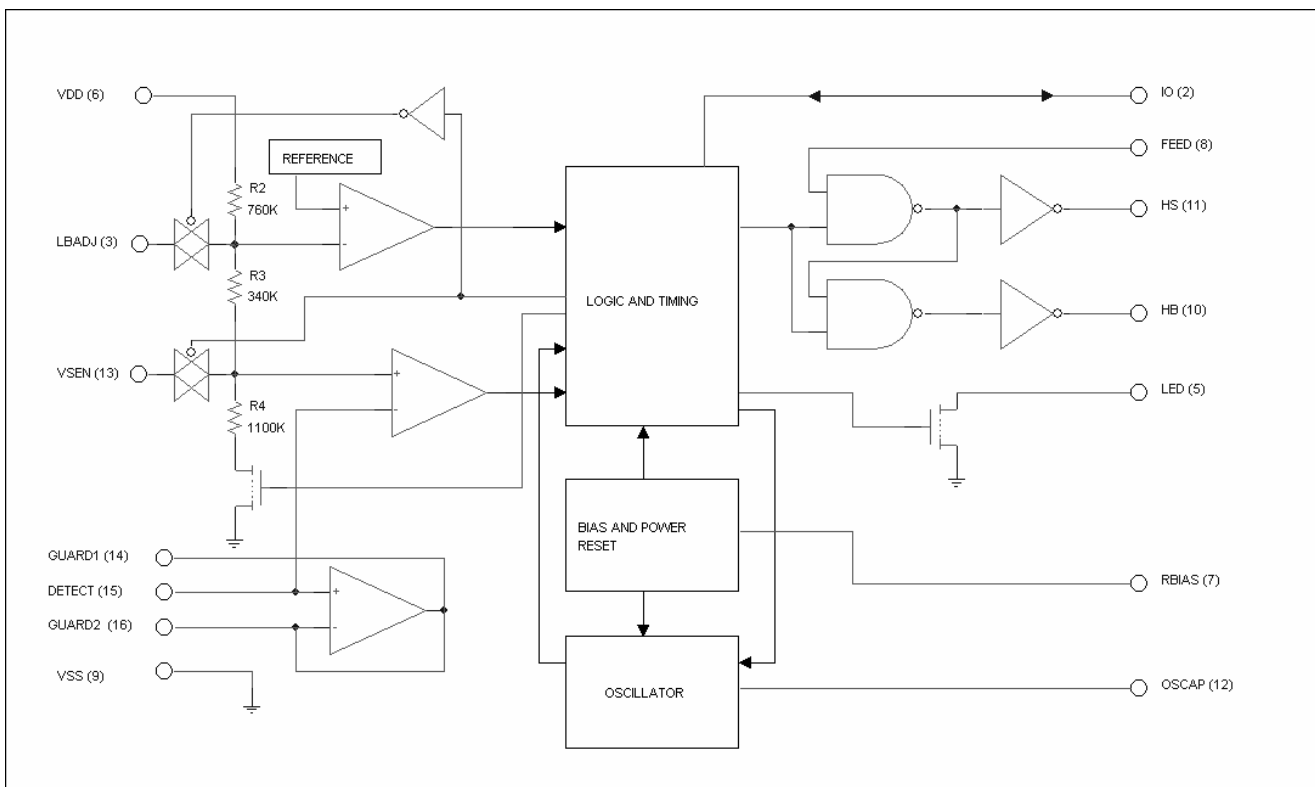 VDD (6)
IO (2)
FEED (8)
REFERENCE
R2
760K
+
HS (11)
LBADJ (3)
-
R3
340K
LOGIC AND TIMING
HB (10)
VSEN (13)
+
R4
1100K
-
LED (5)
BIAS AND POWER
RESET
GUARD1 (14)
DETECT (15)
+
RBIAS (7)
GUARD2 (16)
-
VSS (9)
OSCILLATOR
OSCAP (12)